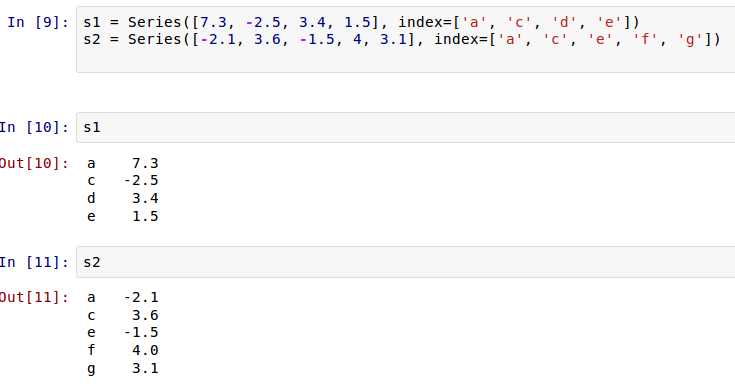 In [9]: s1 = Series([7.3, -2.5, 3.4, 1.5], index=['a', 'c', 'd', 'e'])
s2 = Series([-2.1, 3.6, -1.5, 4, 3.1], index=['a', 'c', 'e', 'f', 'g'])
In [10]: s1
Out[10]: a 7.3
c -2.5
d 3.4
e 1.5
In [11]: s2
Out[11]: a -2.1
c 3.6
e -1.5
f 4.0
g 3.1